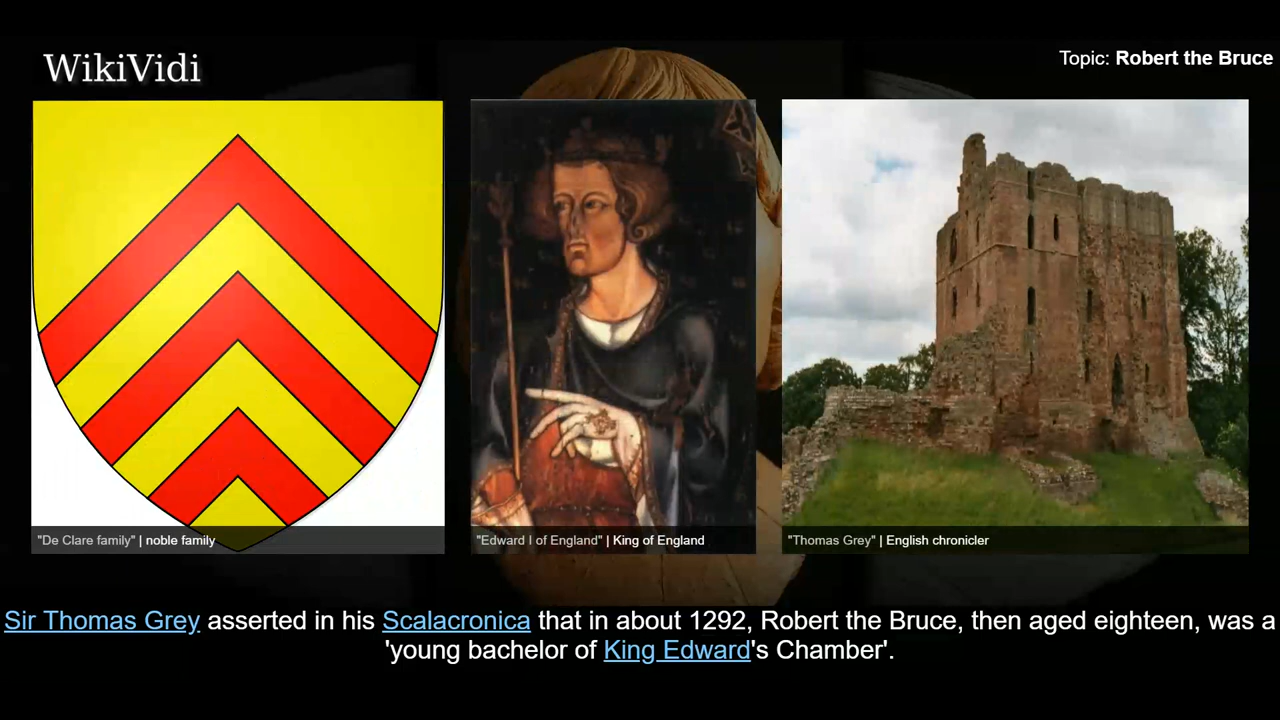 WikiVidi
Topic: Robert the Bruce
"De Clare family" | noble family
"Edward I of England" | King of England
"Thomas Grey" | English chronicler
Sir Thomas Grey asserted in his Scalacronica that in about 1292, Robert the Bruce, then aged eighteen, was a
'young bachelor of King Edward's Chamber'.